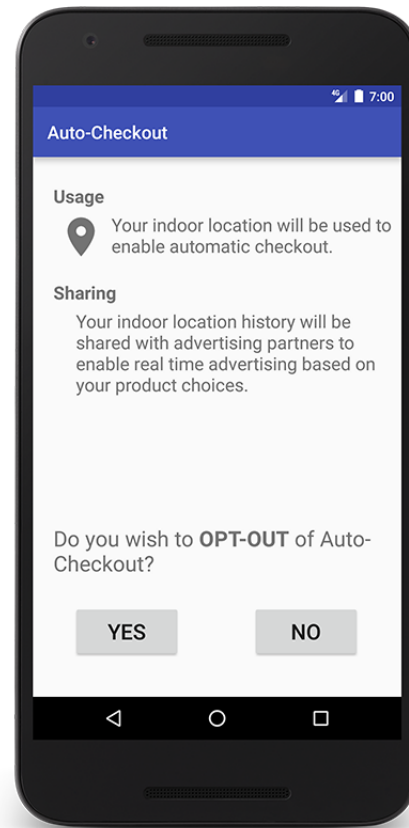 4G 7:00
Auto-Checkout
Usage
Your indoor location will be used to
enable automatic checkout.
Sharing
Your indoor location history will be
shared with advertising partners to
enable real time advertising based on
your product choices.
Do you wish to OPT-OUT of Auto-
Checkout?
YES NO